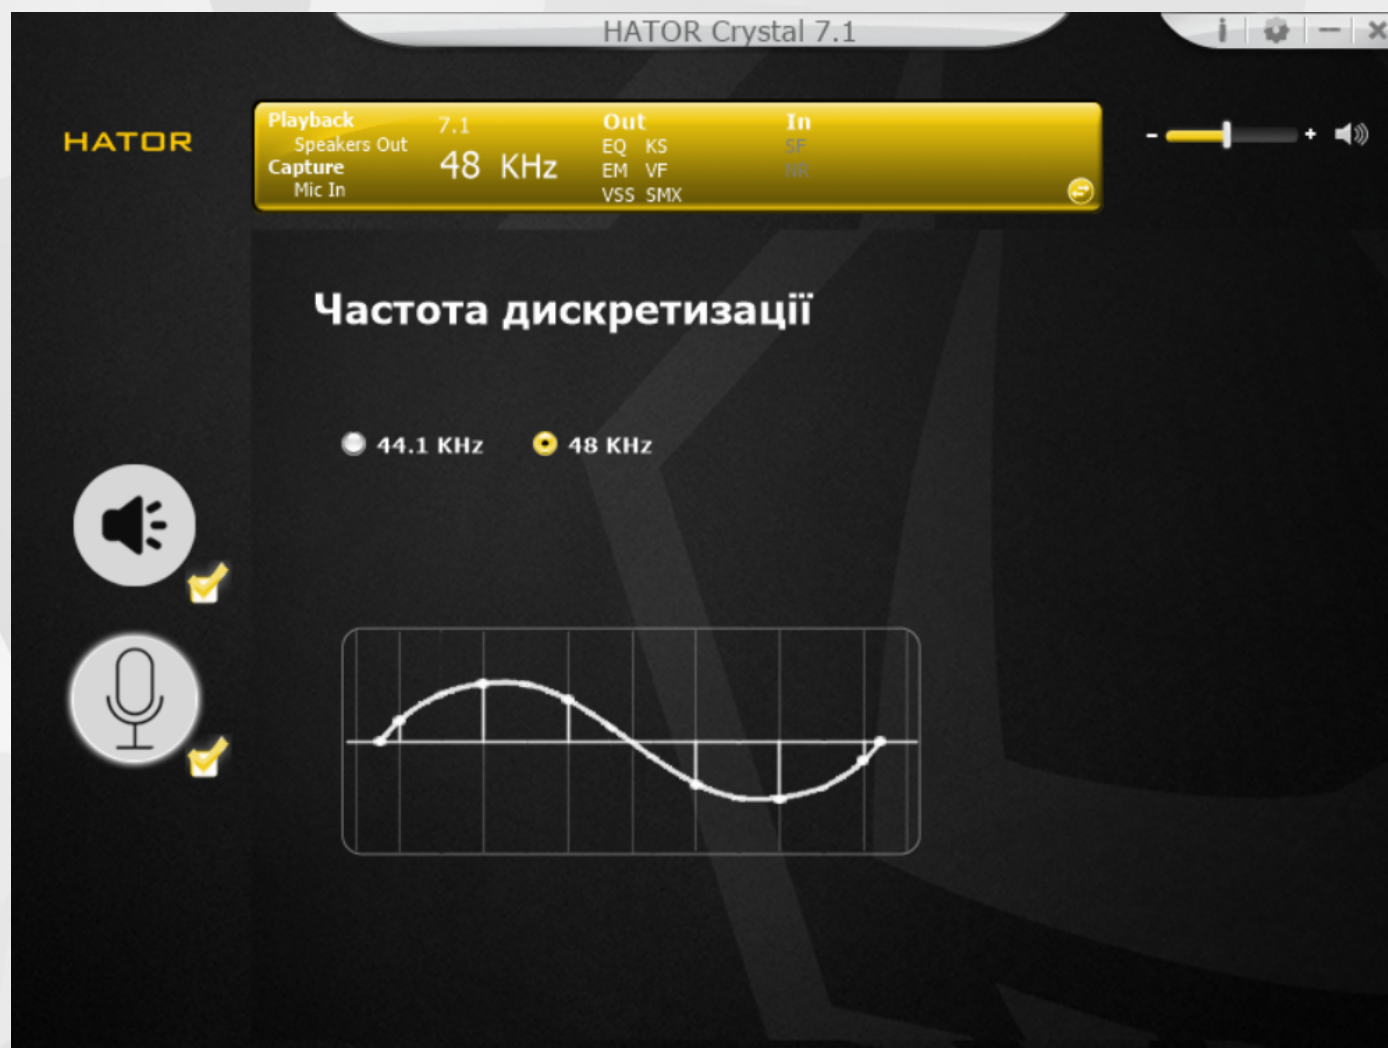 HATOR Crystal 7.1
HATOR
Playback
Speakers Out
Capture
Mic In
7.1
48 KHz
Out
EQ KS
EM VF
VSS SMX
In
SF
NR
- +
Частота дискретизації
44.1 KHz 48 KHz